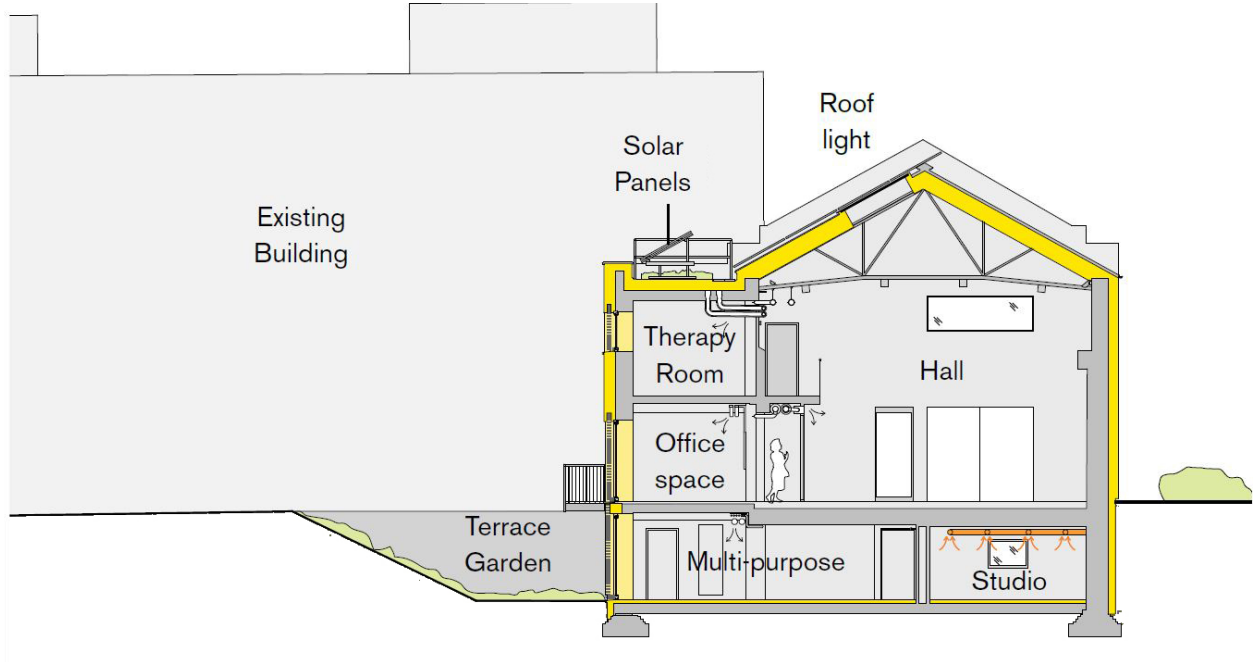 Roof
light
Solar
Panels
Existing
Building
Therapy
Room
Hall
Office
space
Terrace
Garden
Multi-purpose
Studio